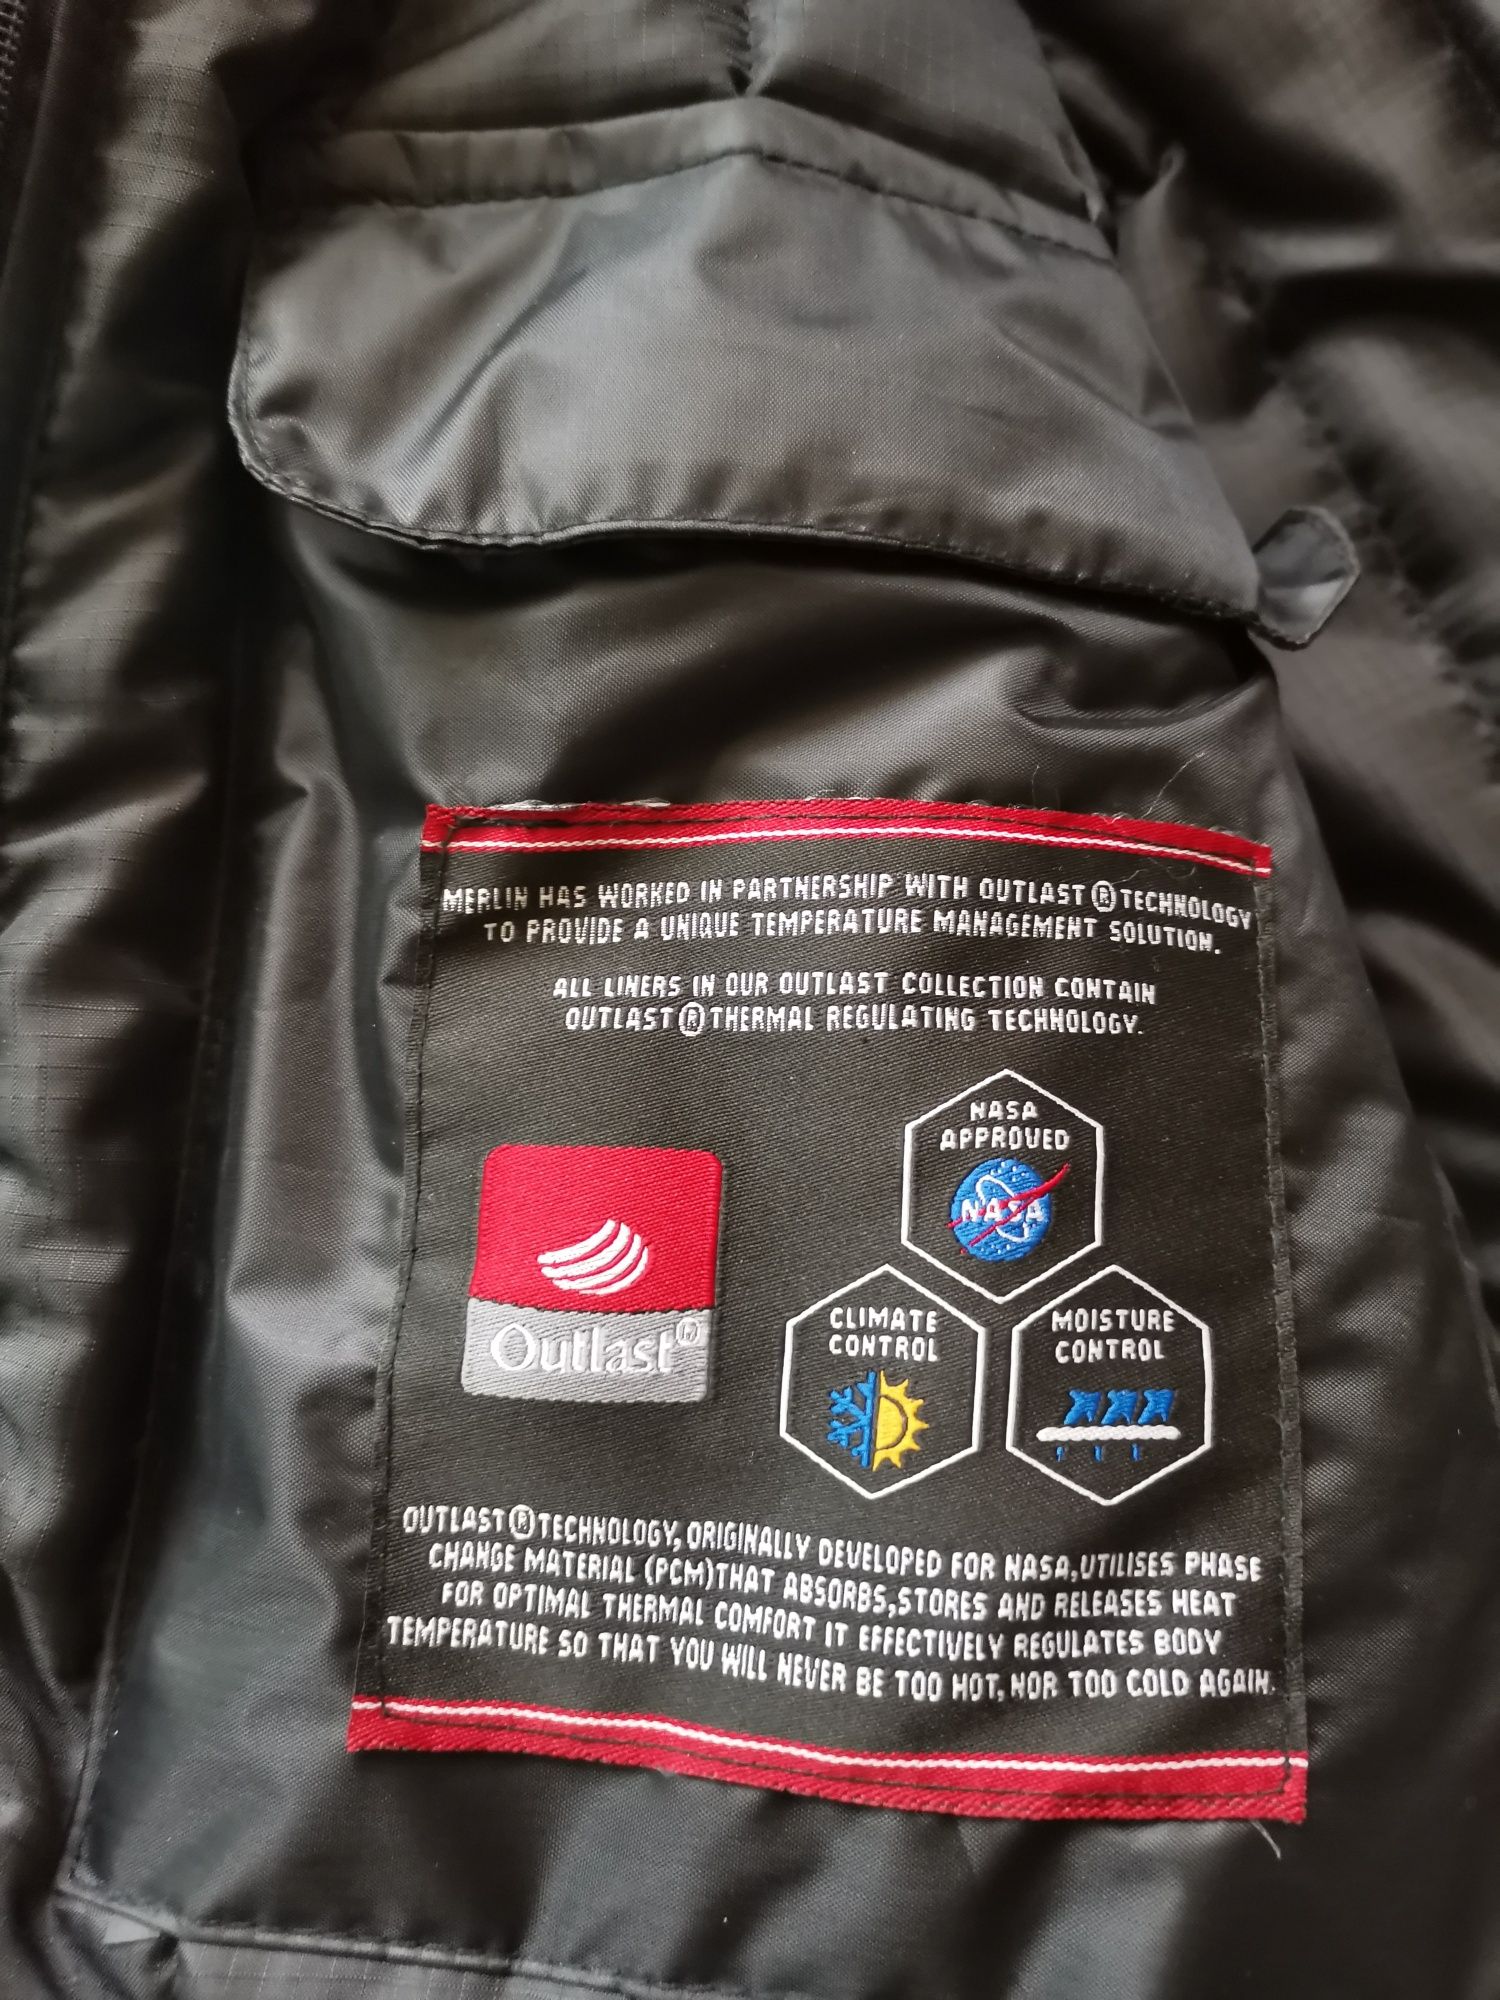 MERLIN HAS WORKED IN PARTNERSHIP WITH OUTLAST ® TECHNOLOGY
TO PROVIDE A UNIQUE TEMPERATURE MANAGEMENT SOLUTION.
ALL LINERS IN OUR OUTLAST COLLECTION CONTAIN
OUTLAST ® THERMAL REGULATING TECHNOLOGY.
NASA
APPROVED
NASA
Outlast®
CLIMATE
CONTROL
MOISTURE
CONTROL
OUTLAST ® TECHNOLOGY, ORIGINALLY DEVELOPED FOR NASA,UTILISES PHASE
CHANGE MATERIAL (PCM)THAT ABSORBS,STORES AND RELEASES HEAT
FOR OPTIMAL THERMAL COMFORT IT EFFECTIVELY REGULATES BODY
TEMPERATURE SO THAT YOU WILL NEVER BE TOO HOT, NOR TOO COLD AGAIN.